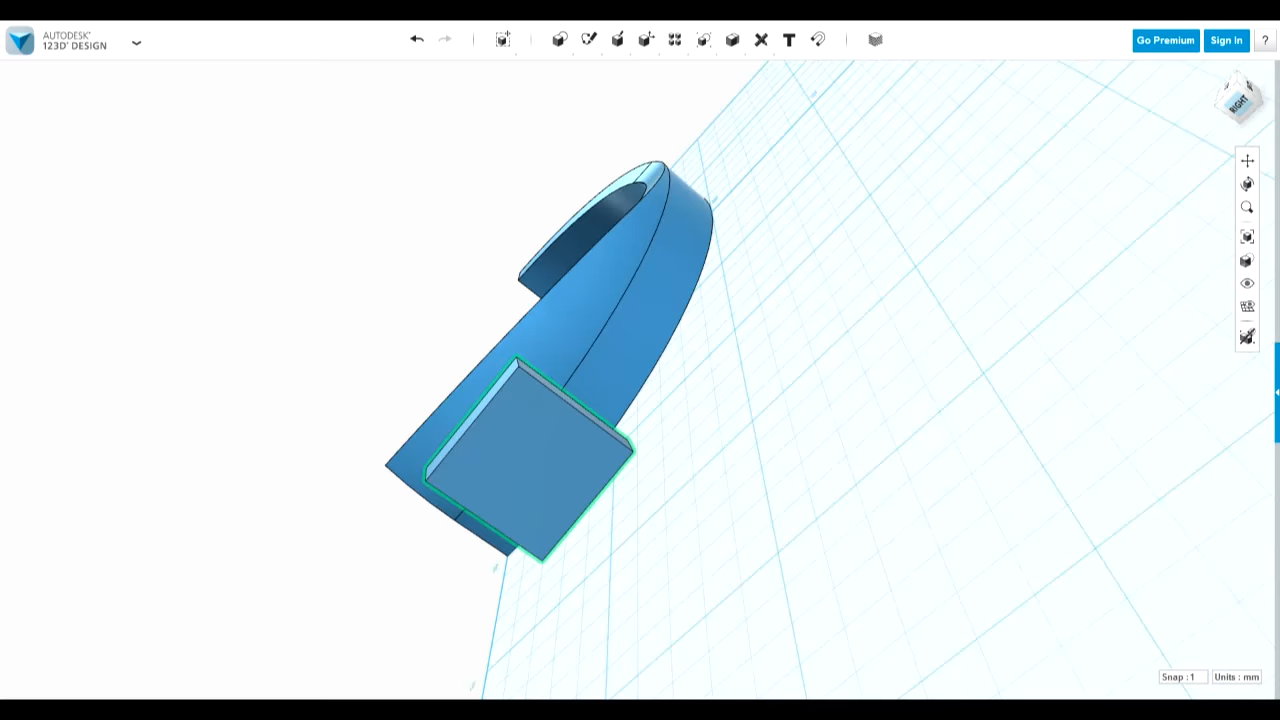 AUTODESK®
123D® DESIGN
Go Premium
Sign In
?
RIGHT
Snap : 1
Units : mm